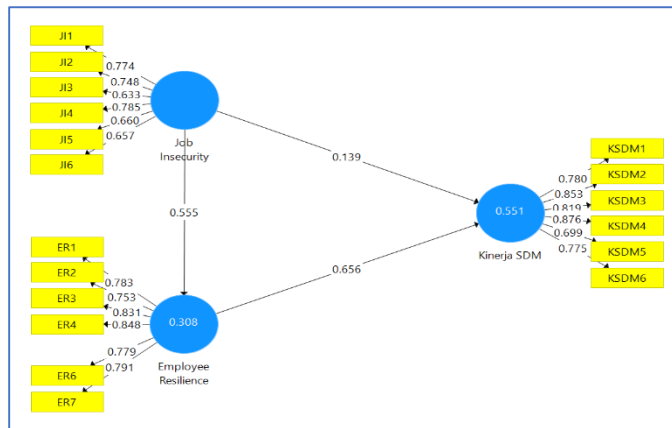 JI1
JI2
JI3
JI4
JI5
JI6
0.774
0.748
0.633
0.785
0.660
0.657
Job
Insecurity
0.139
0.555
0.656
ER1
ER2
ER3
ER4
ER6
ER7
0.783
0.753
0.831
0.848
0.779
0.791
0.308
Employee
Resilience
0.551
Kinerja SDM
0.780
0.853
0.819
0.876
0.699
0.775
KSDM1
KSDM2
KSDM3
KSDM4
KSDM5
KSDM6